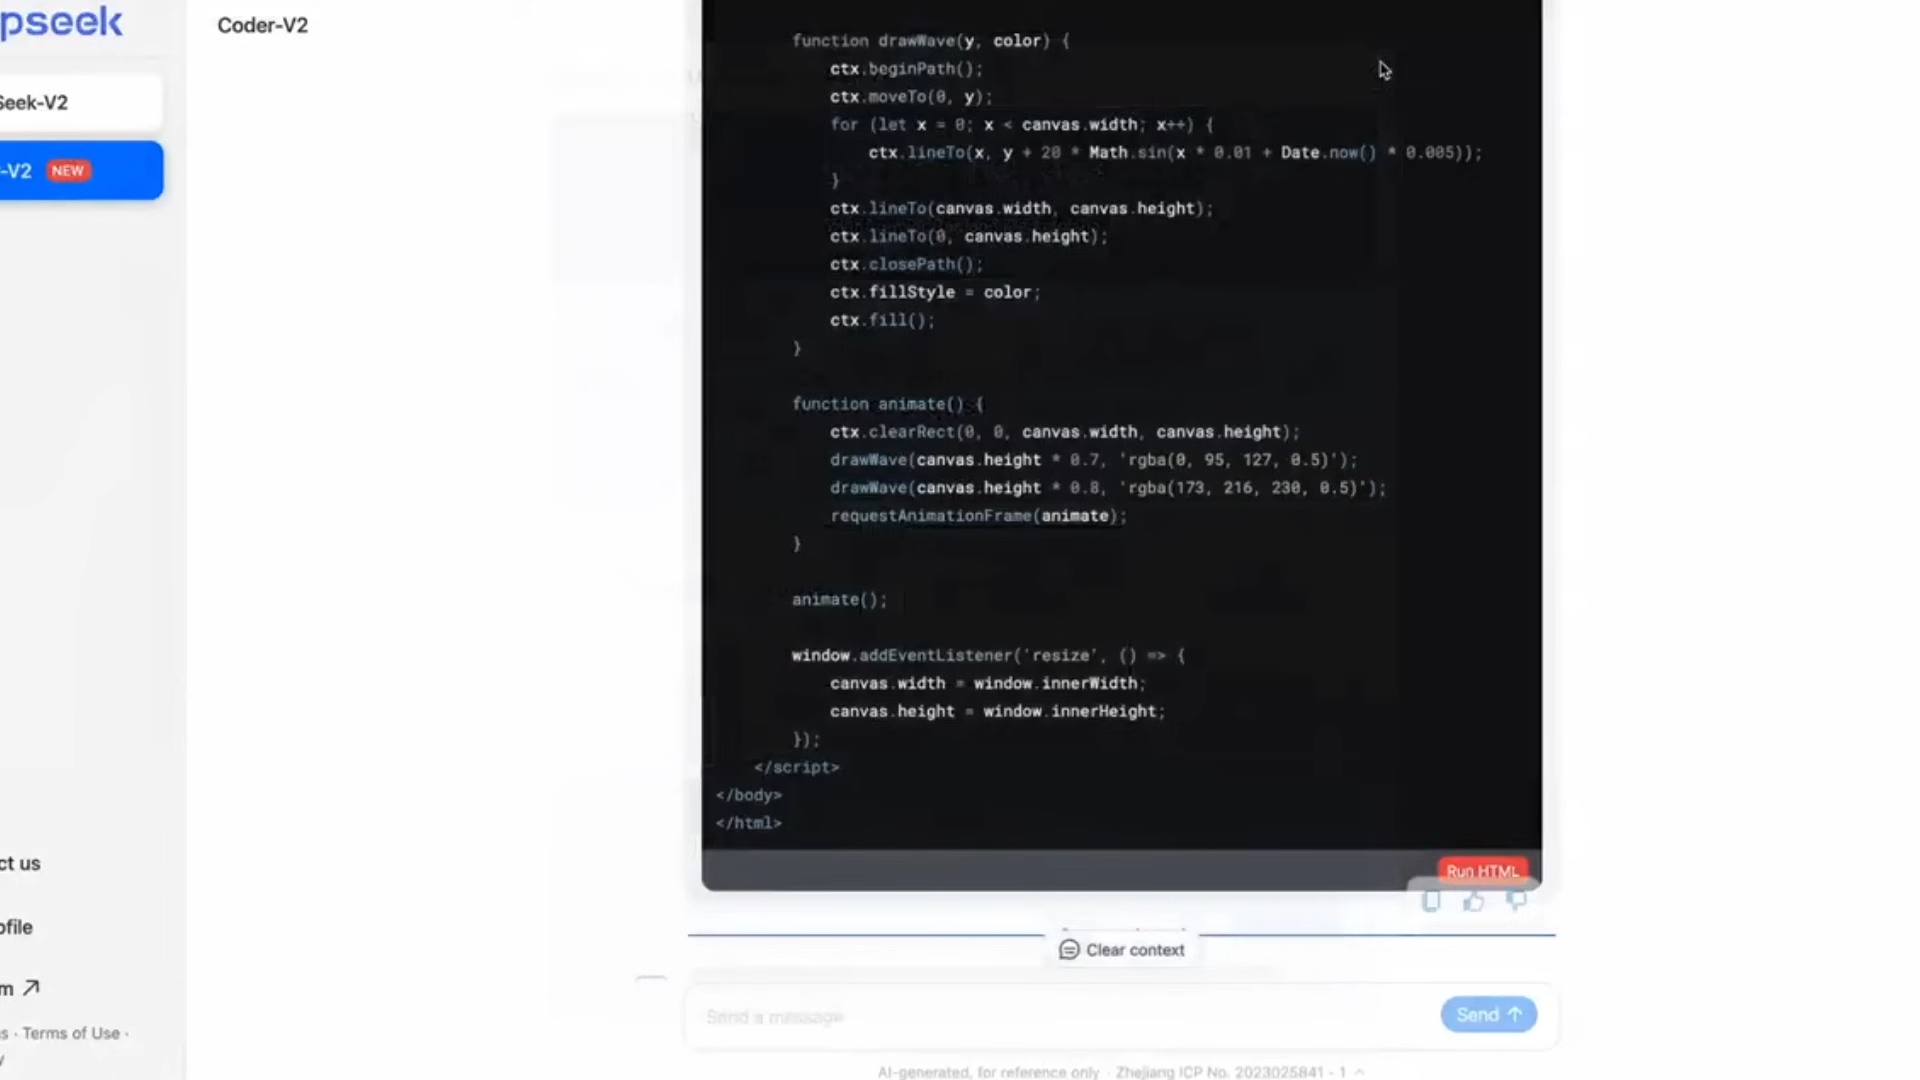 pseek
Seek-V2
-V2 NEW
ct us
ofile
m
s · Terms of Use ·
y
Coder-V2
function drawWave(y, color) {
ctx.beginPath();
ctx.moveTo(0, y);
for (let x = 0; x < canvas.width; x++) {
ctx.lineTo(x, y + 20 * Math.sin(x * 0.01 + Date.now() * 0.005));
}
ctx.lineTo(canvas.width, canvas.height);
ctx.lineTo(0, canvas.height);
ctx.closePath();
ctx.fillStyle = color;
ctx.fill();
}
function animate() {
ctx.clearRect(0, 0, canvas.width, canvas.height);
drawWave(canvas.height * 0.7, 'rgba(0, 95, 127, 0.5)');
drawWave(canvas.height * 0.8, 'rgba(173, 216, 230, 0.5)');
requestAnimationFrame(animate);
}
animate();
window.addEventListener('resize', () => {
canvas.width = window.innerWidth;
canvas.height = window.innerHeight;
});
</script>
</body>
</html>
Run HTML
Clear context
Send a message
Send
AI-generated, for reference only · Zhejiang ICP No. 2023025841 - 1